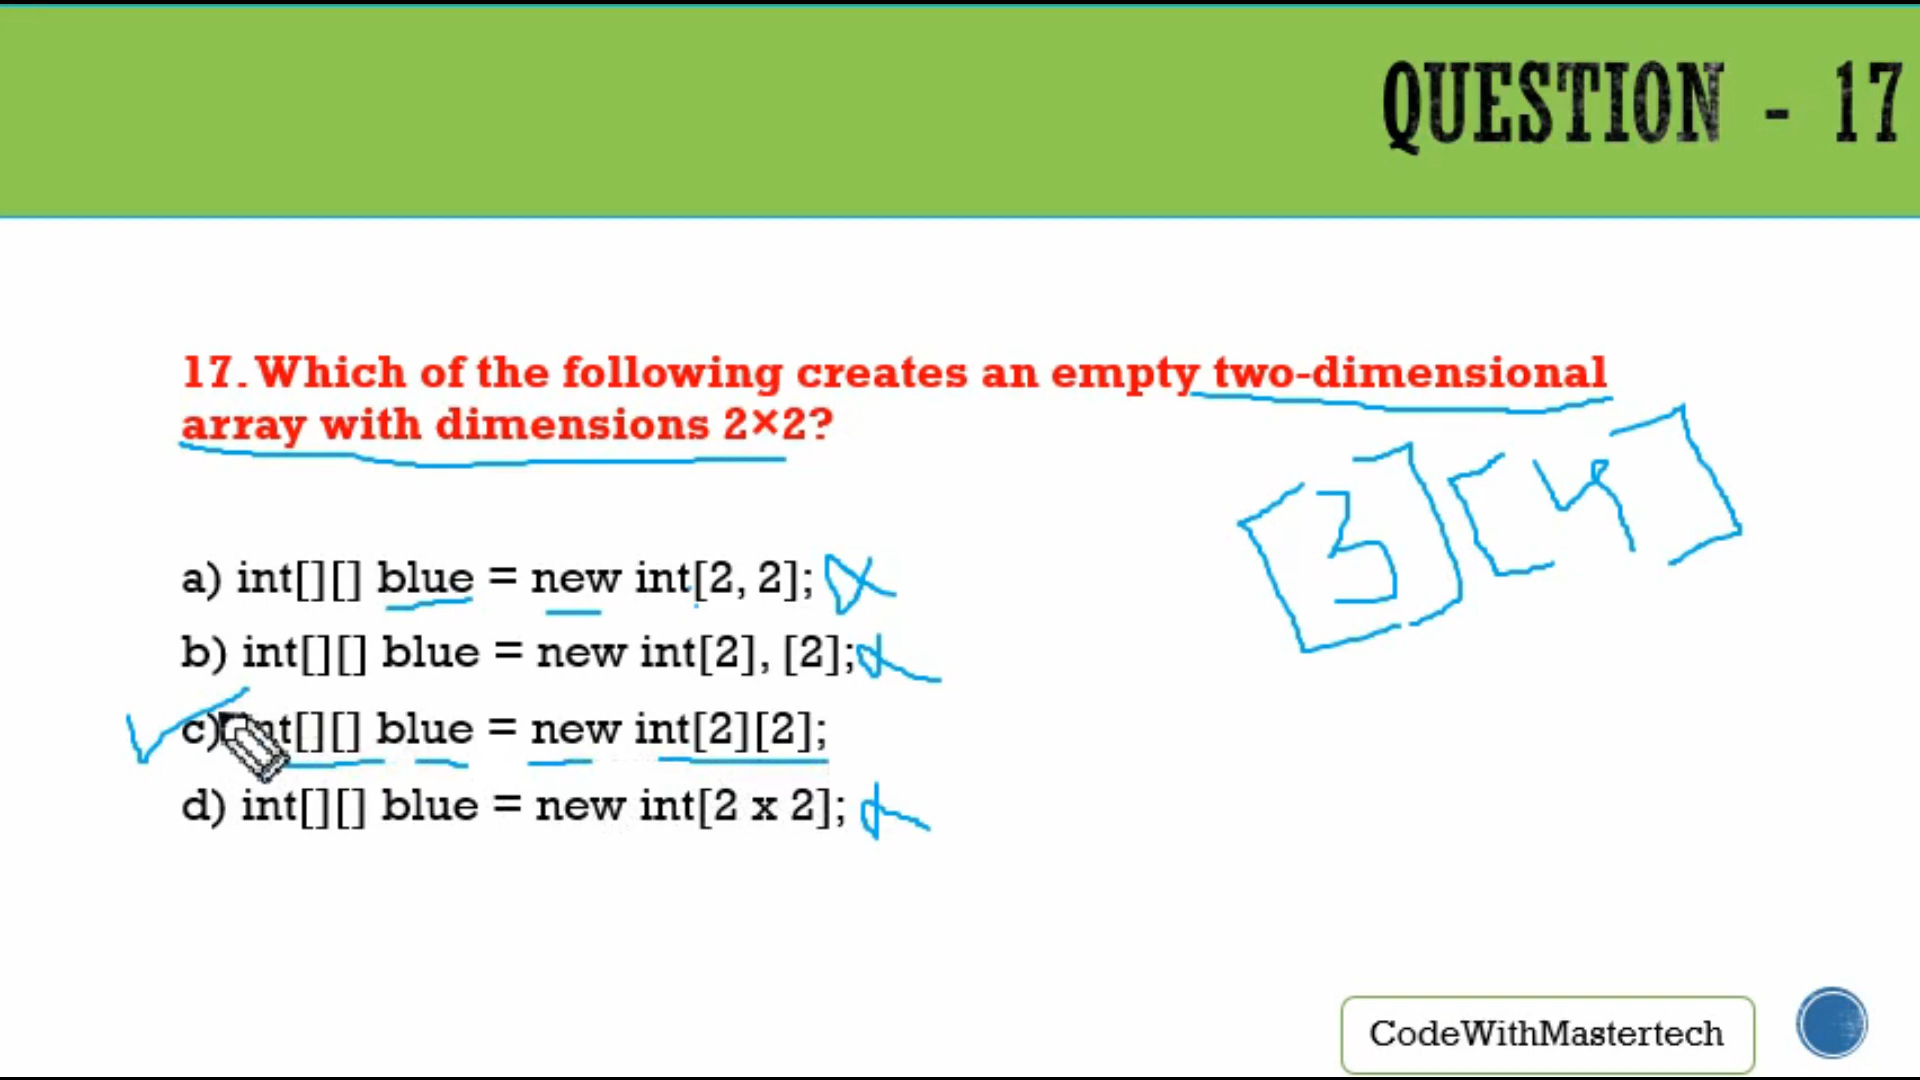 QUESTION - 17
17. Which of the following creates an empty two-dimensional
array with dimensions 2×2?
[3][4]
a) int[][] blue = new int[2, 2];
b) int[][] blue = new int[2], [2];
c) int[][] blue = new int[2][2];
d) int[][] blue = new int[2 x 2];
CodeWithMastertech